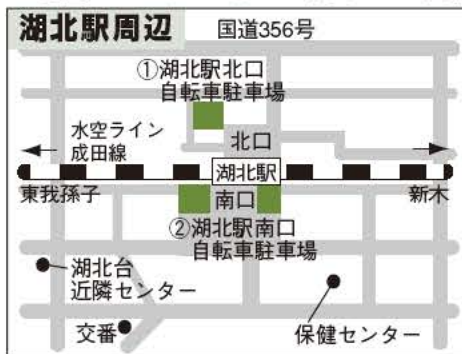 湖北駅周辺
国道356号
①湖北駅北口
自転車駐車場
水空ライン
成田線
北口
湖北駅
東我孫子
南口
新木
②湖北駅南口
自転車駐車場
湖北台
近隣センター
交番
保健センター